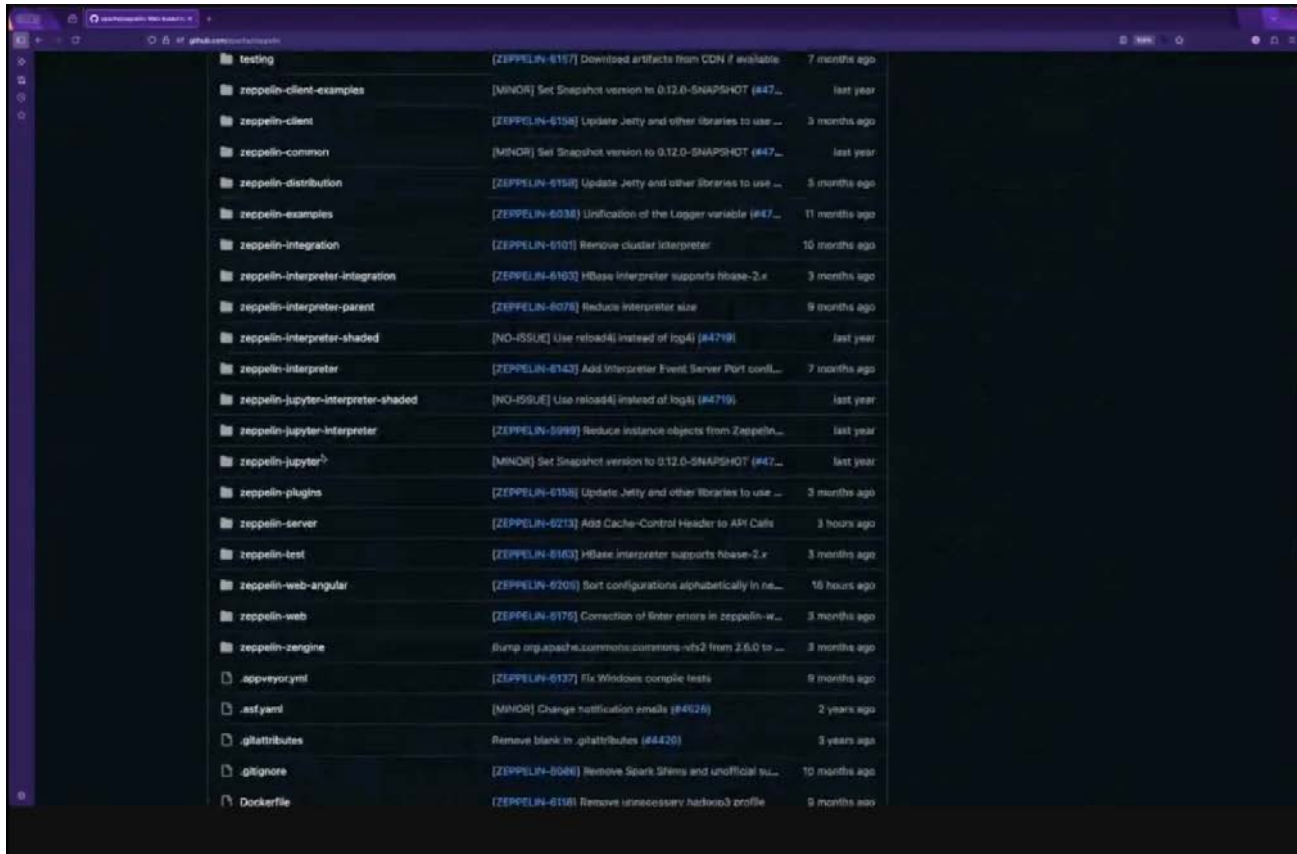 github.com/apache/zeppelin
testing [ZEPPELIN-6157] Download artifacts from CDN if available 7 months ago
zeppelin-client-examples [MINOR] Set Snapshot version to 0.12.0-SNAPSHOT (#47... last year
zeppelin-client [ZEPPELIN-6158] Update Jetty and other libraries to use ... 3 months ago
zeppelin-common [MINOR] Set Snapshot version to 0.12.0-SNAPSHOT (#47... last year
zeppelin-distribution [ZEPPELIN-6158] Update Jetty and other libraries to use ... 3 months ago
zeppelin-examples [ZEPPELIN-6038] Unification of the Logger variable (#47... 11 months ago
zeppelin-integration [ZEPPELIN-6101] Remove cluster interpreter 10 months ago
zeppelin-interpreter-integration [ZEPPELIN-6163] HBase interpreter supports hbase-2.x 3 months ago
zeppelin-interpreter-parent [ZEPPELIN-6076] Reduce interpreter size 9 months ago
zeppelin-interpreter-shaded [NO-ISSUE] Use reload4j instead of log4j (#4719) last year
zeppelin-interpreter [ZEPPELIN-6143] Add Interpreter Event Server Port confi... 7 months ago
zeppelin-jupyter-interpreter-shaded [NO-ISSUE] Use reload4j instead of log4j (#4719) last year
zeppelin-jupyter-interpreter [ZEPPELIN-5999] Reduce instance objects from Zeppelin... last year
zeppelin-jupyter [MINOR] Set Snapshot version to 0.12.0-SNAPSHOT (#47... last year
zeppelin-plugins [ZEPPELIN-6158] Update Jetty and other libraries to use ... 3 months ago
zeppelin-server [ZEPPELIN-6213] Add Cache-Control Header to API Calls 3 hours ago
zeppelin-test [ZEPPELIN-6163] HBase interpreter supports hbase-2.x 3 months ago
zeppelin-web-angular [ZEPPELIN-6205] Sort configurations alphabetically in ne... 16 hours ago
zeppelin-web [ZEPPELIN-6176] Correction of linter errors in zeppelin-w... 3 months ago
zeppelin-zengine Bump org.apache.commons:commons-vfs2 from 2.6.0 to ... 3 months ago
.appveyor.yml [ZEPPELIN-6137] Fix Windows compile tests 9 months ago
.asf.yaml [MINOR] Change notification emails (#4626) 2 years ago
.gitattributes Remove blank in .gitattributes (#4420) 3 years ago
.gitignore [ZEPPELIN-6086] Remove Spark Shims and unofficial su... 10 months ago
Dockerfile Remove unnecessary hadoop3 profile 9 months ago